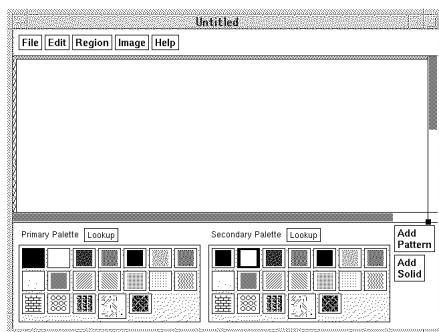 Untitled
File Edit Region Image Help
Primary Palette Lookup Secondary Palette Lookup
Add
Pattern
Add
Solid